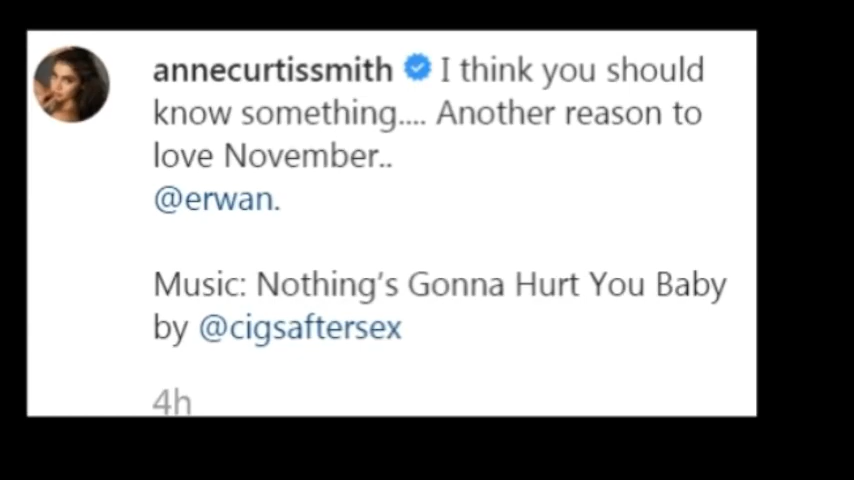 annecurtissmith I think you should
know something.... Another reason to
love November..
@erwan.
Music: Nothing's Gonna Hurt You Baby
by @cigsaftersex
4h